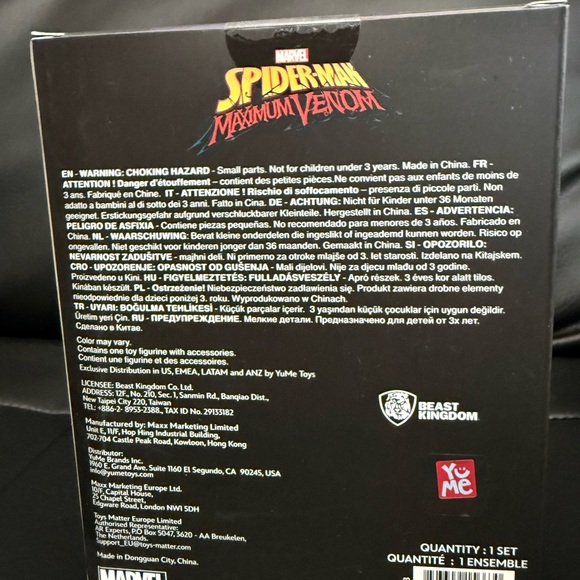 MARVEL
SPIDER-MAN
MAXIMUM VENOM
EN - WARNING: CHOKING HAZARD - Small parts. Not for children under 3 years. Made in China. FR -
ATTENTION ! Danger d'étouffement – contient des petites pièces.Ne convient pas aux enfants de moins de
3 ans. Fabriqué en Chine. IT - ATTENZIONE ! Rischio di soffocamento – presenza di piccole parti. Non
adatto a bambini al di sotto dei 3 anni. Fatto in Cina. DE - ACHTUNG: Nicht für Kinder unter 36 Monaten
geeignet. Erstickungsgefahr aufgrund verschluckbarer Kleinteile. Hergestellt in China. ES - ADVERTENCIA:
PELIGRO DE ASFIXIA - Contiene piezas pequeñas. No recomendado para menores de 3 años. Fabricado en
China. NL - WAARSCHUWING: Bevat kleine onderdelen die ingeslikt of ingeademd kunnen worden. Risico op
ongevallen. Niet geschikt voor kinderen jonger dan 36 maanden. Gemaakt in China. SI - OPOZORILO:
NEVARNOST ZADUŠITVE - majhni deli. Ni primerno za otroke mlajše od 3. let starosti. Izdelano na Kitajskem.
CRO - UPOZORENJE: OPASNOST OD GUŠENJA - Mali dijelovi. Nije za djecu mlađu od 3 godine.
Proizvedeno u Kini. HU - FIGYELMEZTETÉS: FULLADÁSVESZÉLY - Apró részek. 3 éves kor alatt tilos.
Kínában készült. PL - Ostrzeżenie! Niebezpieczeństwo zadławienia się. Produkt zawiera drobne elementy
nieodpowiednie dla dzieci poniżej 3. roku. Wyprodukowano w Chinach.
TR - UYARI: BOĞULMA TEHLİKESİ - Küçük parçalar içerir. 3 yaşından küçük çocuklar için uygun değildir.
Üretim yeri Çin. RU - ПРЕДУПРЕЖДЕНИЕ. Мелкие детали. Предназначено для детей от 3х лет.
Сделано в Китае.
Color may vary.
Contains one toy figurine with accessories.
Contient une figurine et des accessoires.
Exclusive Distribution in US, EMEA, LATAM and ANZ by YuMe Toys
LICENSEE: Beast Kingdom Co. Ltd.
ADDRESS: 12F., No. 210, Sec. 1, Sanmin Rd., Banqiao Dist.,
New Taipei City 220, Taiwan
TEL: +886-2- 8953-2388., TAX ID No. 29133182
Manufactured by: Maxx Marketing Limited
Unit E, 11/F, Hop Hing Industrial Building,
702-704 Castle Peak Road, Kowloon, Hong Kong
Distributor:
YuMe Brands Inc.
1960 E. Grand Ave. Suite 1160 El Segundo, CA 90245, USA
info@yumetoys.com
Maxx Marketing Europe Ltd.
10/F, Capital House,
25 Chapel Street,
Edgware Road, London NW1 5DH
Toys Matter Europe Limited
Authorised Representative:
AR Experts, P.O Box 5047, 3620 - AA Breukelen,
The Netherlands.
Support_EU@toys-matter.com
Made in Dongguan City, China.
MARVEL
BEAST
KINGDOM
YuMe
QUANTITY : 1 SET
QUANTITÉ : 1 ENSEMBLE